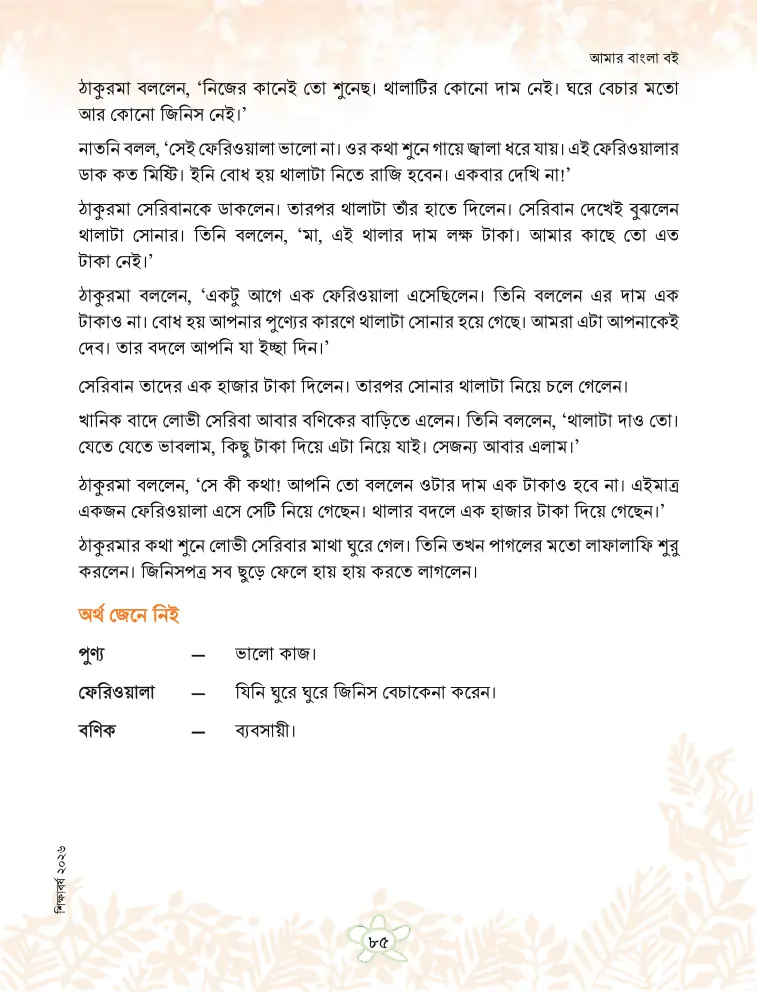 আমার বাংলা বই
ঠাকুরমা বললেন, ‘নিজের কানেই তো শুনেছ। থালাটির কোনো দাম নেই। ঘরে বেচার মতো
আর কোনো জিনিস নেই।’
নাতনি বলল, ‘সেই ফেরিওয়ালা ভালো না। ওর কথা শুনে গায়ে জ্বালা ধরে যায়। এই ফেরিওয়ালার
ডাক কত মিষ্টি। ইনি বোধ হয় থালাটা নিতে রাজি হবেন। একবার দেখি না!’
ঠাকুরমা সেরিবানকে ডাকলেন। তারপর থালাটা তাঁর হাতে দিলেন। সেরিবান দেখেই বুঝলেন
থালাটা সোনার। তিনি বললেন, ‘মা, এই থালার দাম লক্ষ টাকা। আমার কাছে তো এত
টাকা নেই।’
ঠাকুরমা বললেন, ‘একটু আগে এক ফেরিওয়ালা এসেছিলেন। তিনি বললেন এর দাম এক
টাকাও না। বোধ হয় আপনার পুণ্যের কারণে থালাটা সোনার হয়ে গেছে। আমরা এটা আপনাকেই
দেব। তার বদলে আপনি যা ইচ্ছা দিন।’
সেরিবান তাদের এক হাজার টাকা দিলেন। তারপর সোনার থালাটা নিয়ে চলে গেলেন।
খানিক বাদে লোভী সেরিবা আবার বণিকের বাড়িতে এলেন। তিনি বললেন, ‘থালাটা দাও তো।
যেতে যেতে ভাবলাম, কিছু টাকা দিয়ে এটা নিয়ে যাই। সেজন্য আবার এলাম।’
ঠাকুরমা বললেন, ‘সে কী কথা! আপনি তো বললেন ওটার দাম এক টাকাও হবে না। এইমাত্র
একজন ফেরিওয়ালা এসে সেটি নিয়ে গেছেন। থালার বদলে এক হাজার টাকা দিয়ে গেছেন।’
ঠাকুরমার কথা শুনে লোভী সেরিবার মাথা ঘুরে গেল। তিনি তখন পাগলের মতো লাফালাফি শুরু
করলেন। জিনিসপত্র সব ছুড়ে ফেলে হায় হায় করতে লাগলেন।
অর্থ জেনে নিই
পুণ্য — ভালো কাজ।
ফেরিওয়ালা — যিনি ঘুরে ঘুরে জিনিস বেচাকেনা করেন।
বণিক — ব্যবসায়ী।
শিক্ষাবর্ষ ২০২৬
৮৫